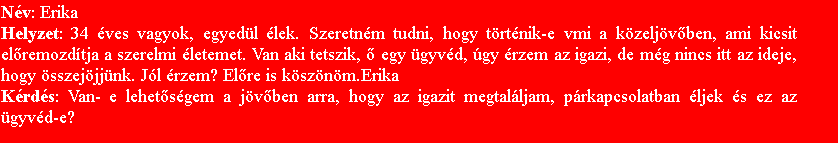 Név: Erika
Helyzet: 34 éves vagyok, egyedül élek. Szeretném tudni, hogy történik-e vmi a közeljövőben, ami kicsit
előremozdítja a szerelmi életemet. Van aki tetszik, ő egy ügyvéd, úgy érzem az igazi, de még nincs itt az ideje,
hogy összejöjjünk. Jól érzem? Előre is köszönöm.Erika
Kérdés: Van- e lehetőségem a jövőben arra, hogy az igazit megtaláljam, párkapcsolatban éljek és ez az
ügyvéd-e?